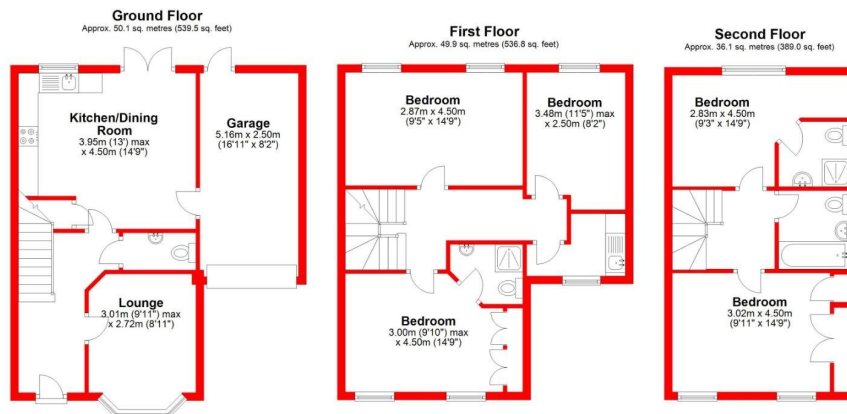 Ground Floor
Approx. 50.1 sq. metres (539.5 sq. feet)
Kitchen/Dining
Room
3.95m (13') max
x 4.50m (14'9")
Garage
5.16m x 2.50m
(16'11" x 8'2")
Lounge
3.01m (9'11") max
x 2.72m (8'11")
First Floor
Approx. 49.9 sq. metres (536.8 sq. feet)
Bedroom
2.87m x 4.50m
(9'5" x 14'9")
Bedroom
3.48m (11'5") max
x 2.50m (8'2")
Bedroom
3.00m (9'10") max
x 4.50m (14'9")
Second Floor
Approx. 36.1 sq. metres (389.0 sq. feet)
Bedroom
2.83m x 4.50m
(9'3" x 14'9")
Bedroom
3.02m x 4.50m
(9'11" x 14'9")